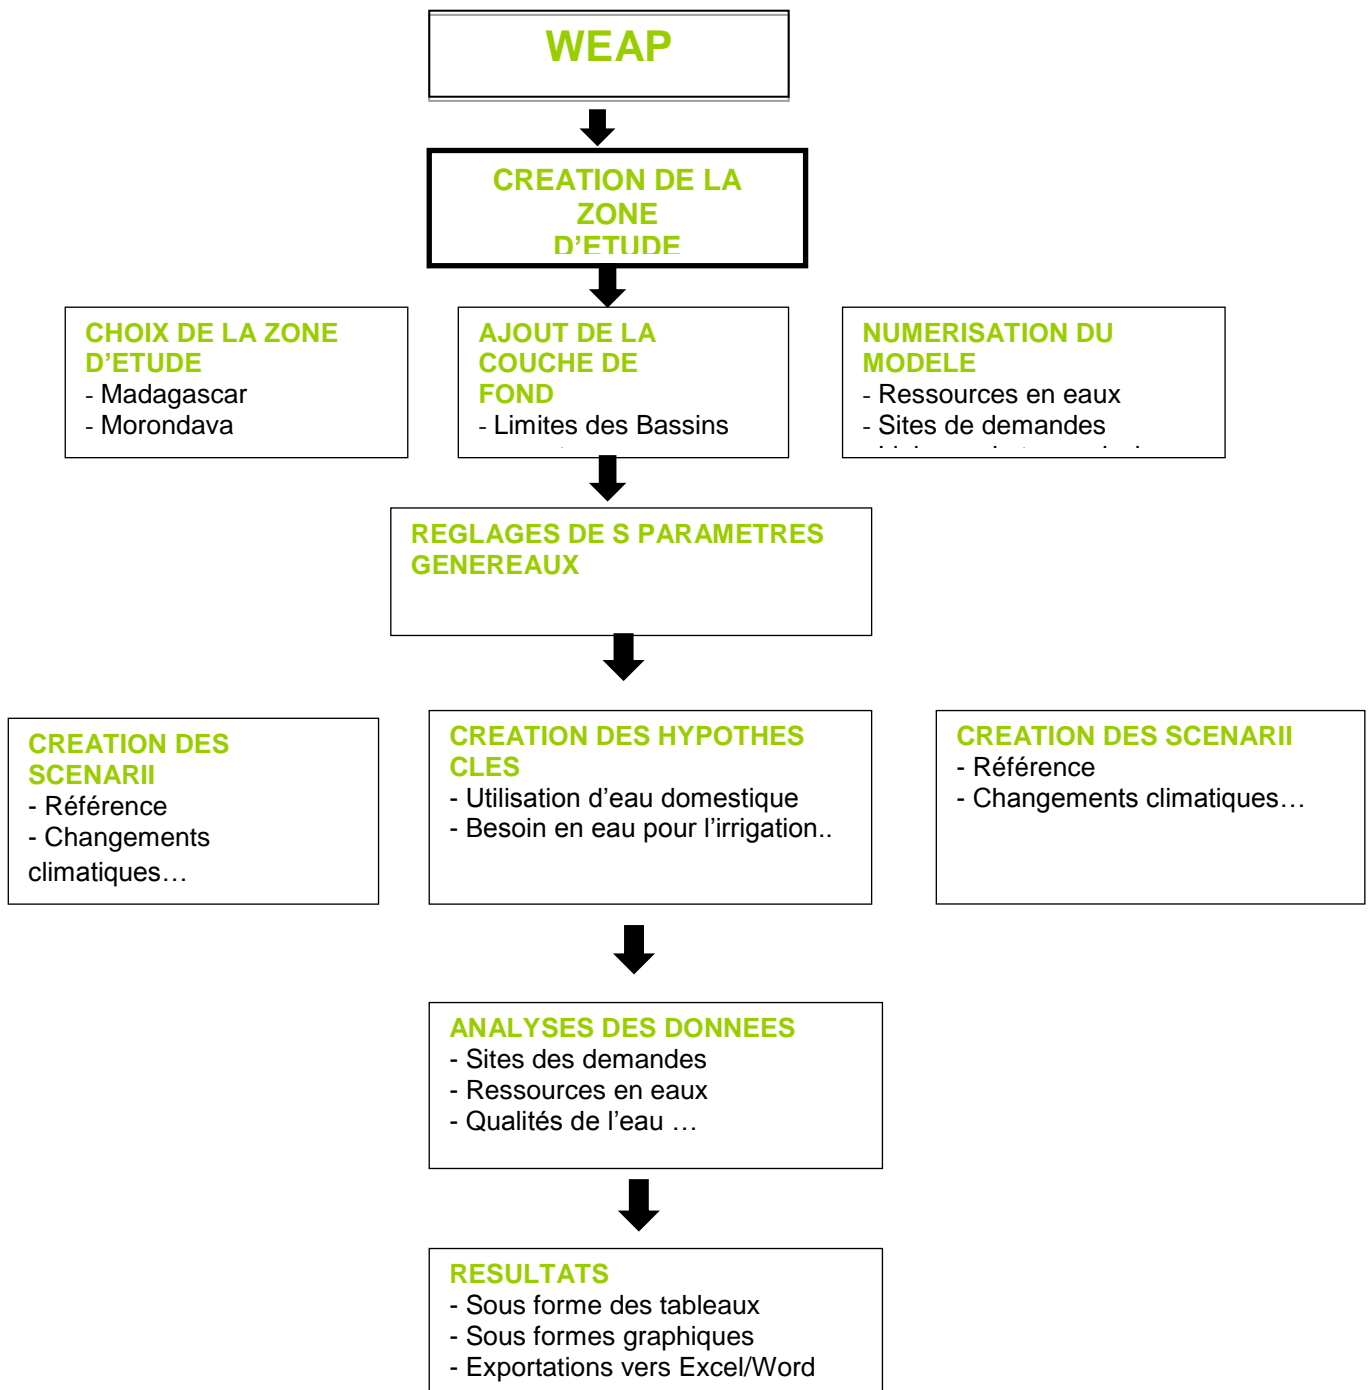 WEAP
CREATION DE LA
ZONE
D’ETUDE
CHOIX DE LA ZONE
D’ETUDE
- Madagascar
- Morondava
AJOUT DE LA
COUCHE DE
FOND
- Limites des Bassins
NUMERISATION DU
MODELE
- Ressources en eaux
- Sites de demandes
REGLAGES DE S PARAMETRES
GENEREAUX
CREATION DES
SCENARII
- Référence
- Changements
climatiques…
CREATION DES HYPOTHES
CLES
- Utilisation d’eau domestique
- Besoin en eau pour l’irrigation..
CREATION DES SCENARII
- Référence
- Changements climatiques…
ANALYSES DES DONNEES
- Sites des demandes
- Ressources en eaux
- Qualités de l’eau …
RESULTATS
- Sous forme des tableaux
- Sous formes graphiques
- Exportations vers Excel/Word